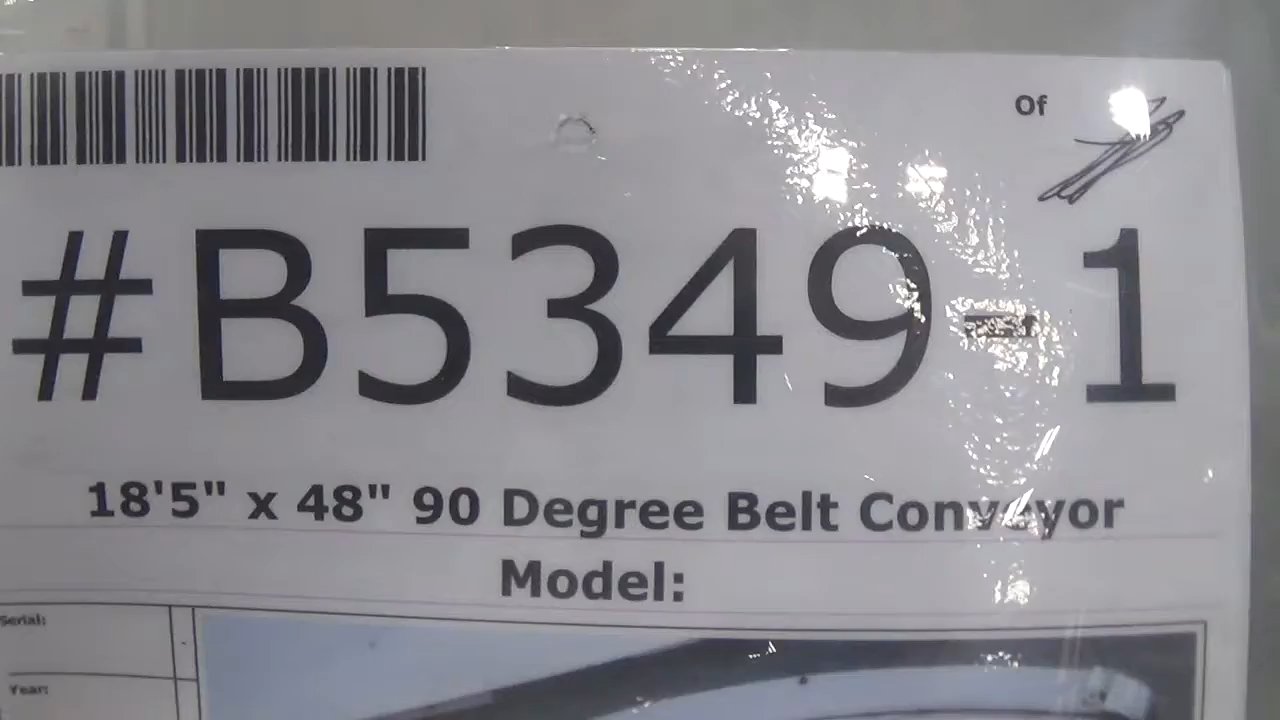 Of
#B5349-1
18'5" x 48" 90 Degree Belt Conveyor
Model:
Serial:
Year: